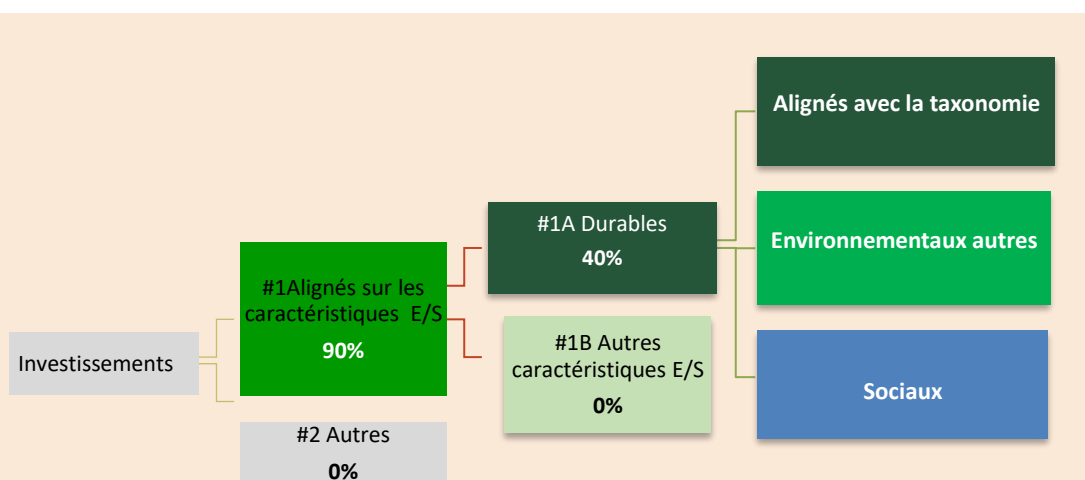 Investissements
#1Alignés sur les
caractéristiques E/S
90%
#2 Autres
0%
#1A Durables
40%
#1B Autres
caractéristiques E/S
0%
Alignés avec la taxonomie
Environnementaux autres
Sociaux